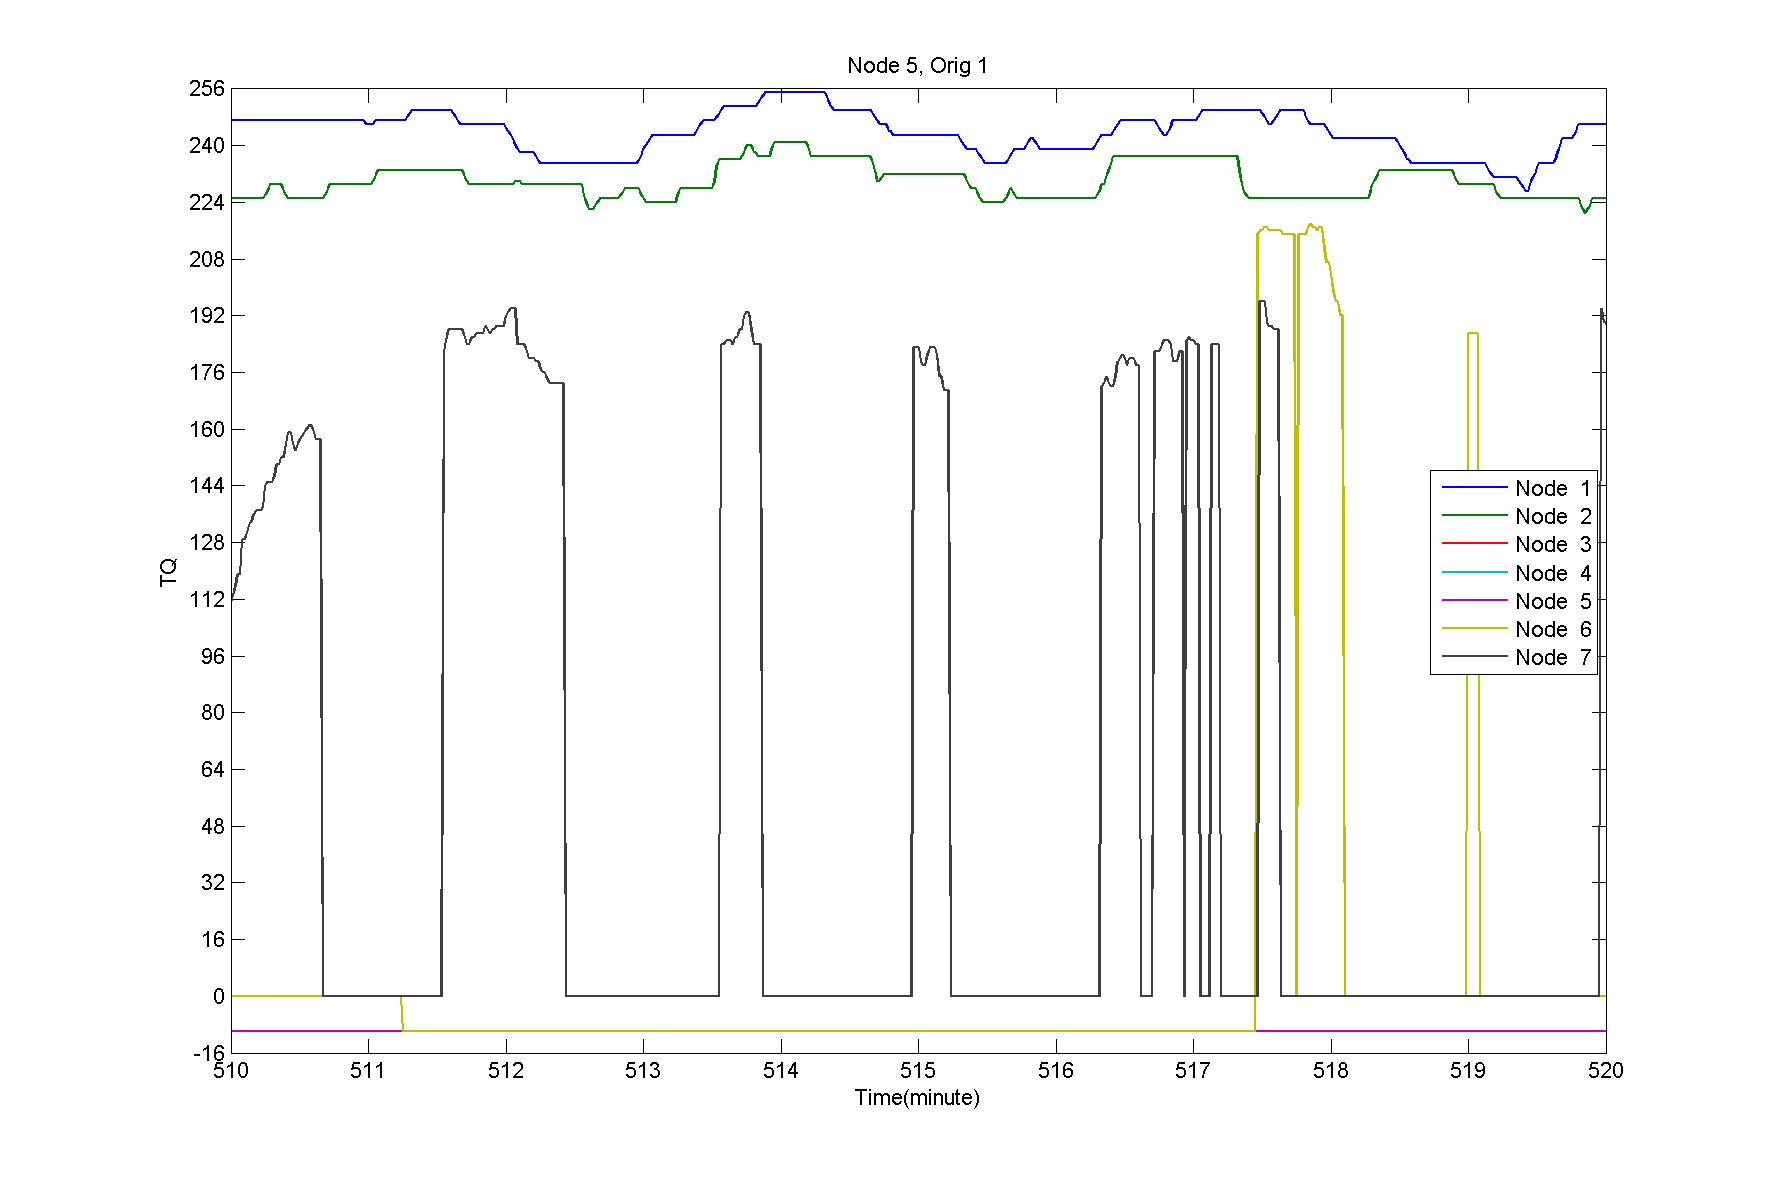 Node 5, Orig 1
256
240
224
208
192
176
160
144
128
112
96
80
64
48
32
16
0
-16
TQ
Node 1
Node 2
Node 3
Node 4
Node 5
Node 6
Node 7
510 511 512 513 514 515 516 517 518 519 520
Time(minute)